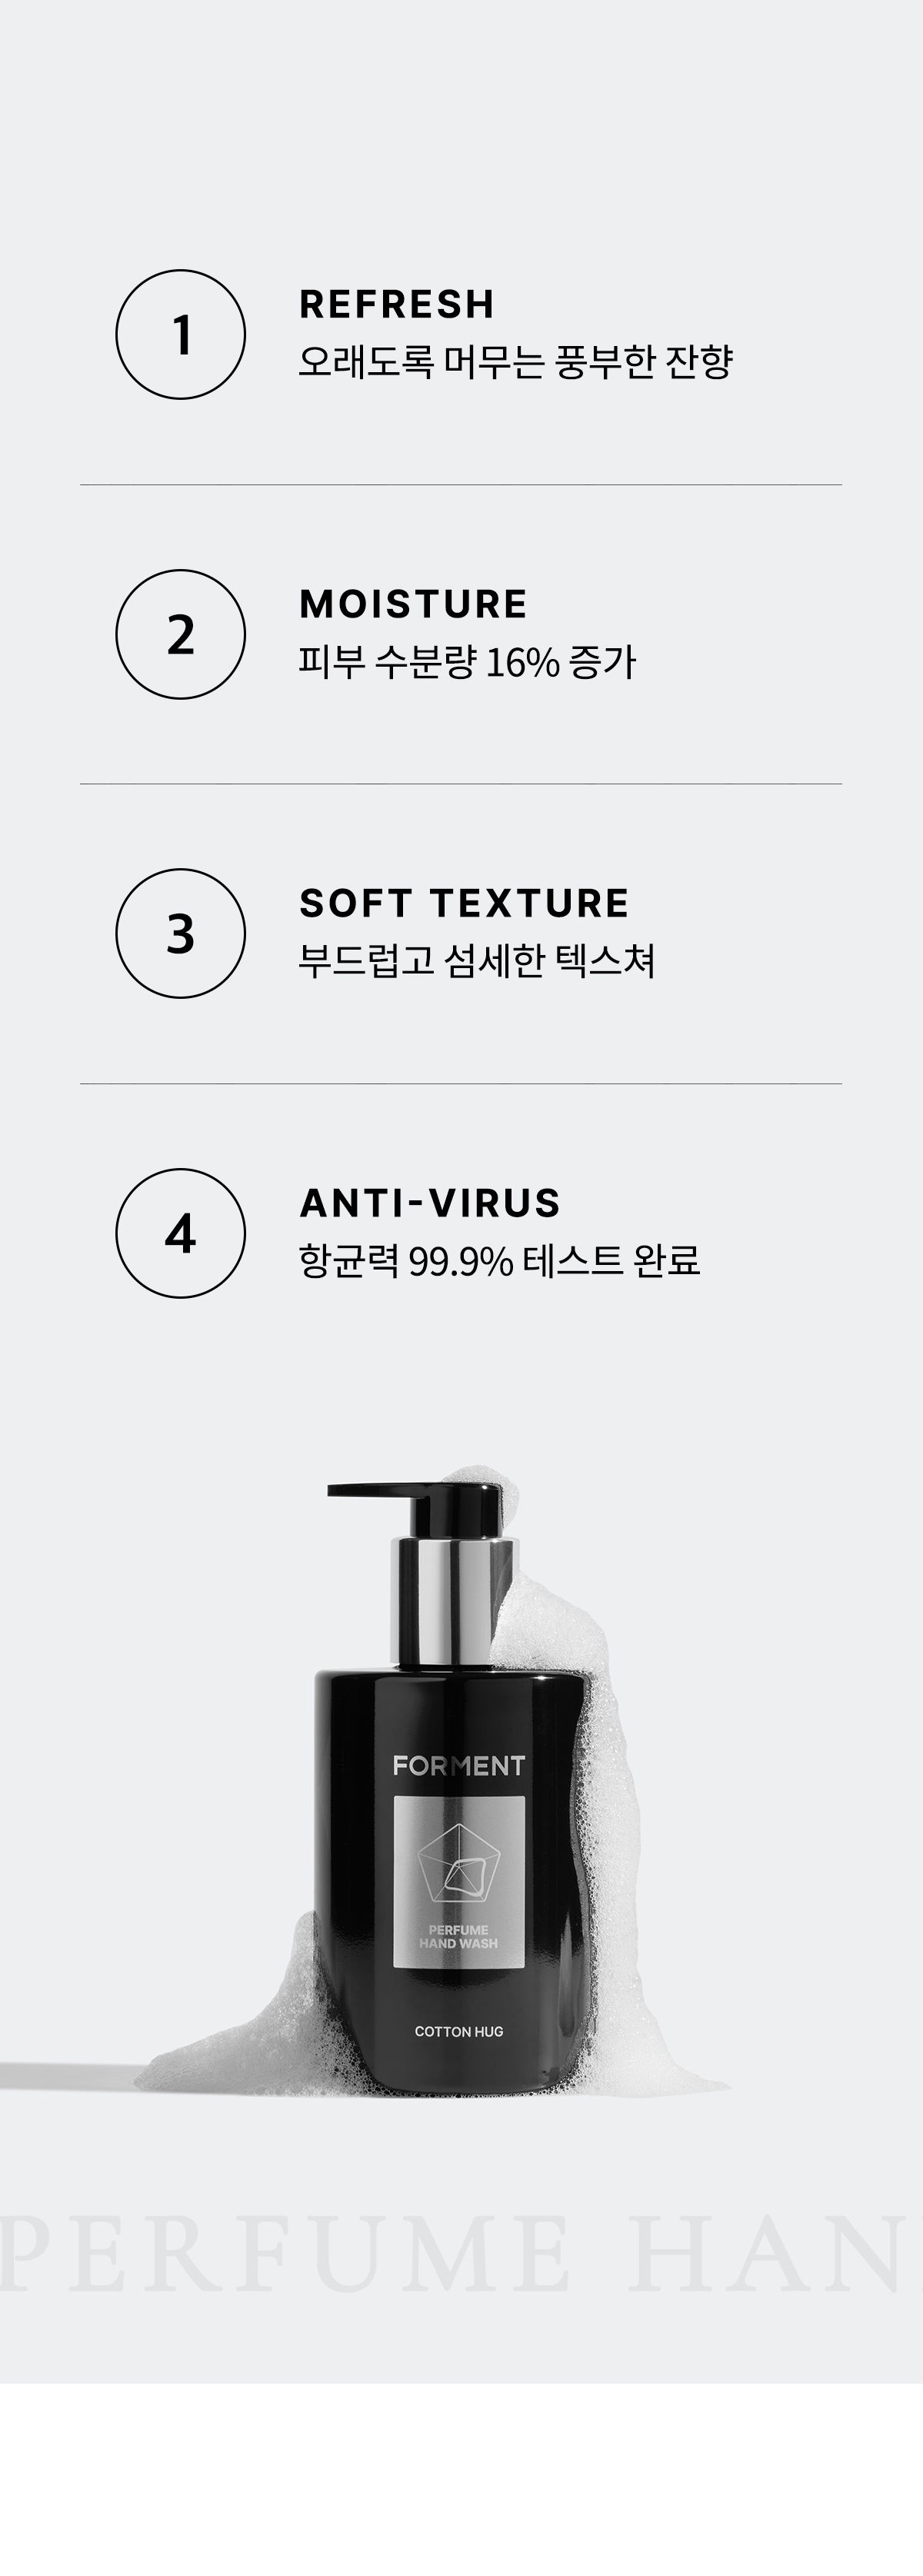 1
REFRESH
오래도록 머무는 풍부한 잔향
2
MOISTURE
피부 수분량 16% 증가
3
SOFT TEXTURE
부드럽고 섬세한 텍스쳐
4
ANTI-VIRUS
항균력 99.9% 테스트 완료
FORMENT
PERFUME
HAND WASH
COTTON HUG
PERFUME HAN